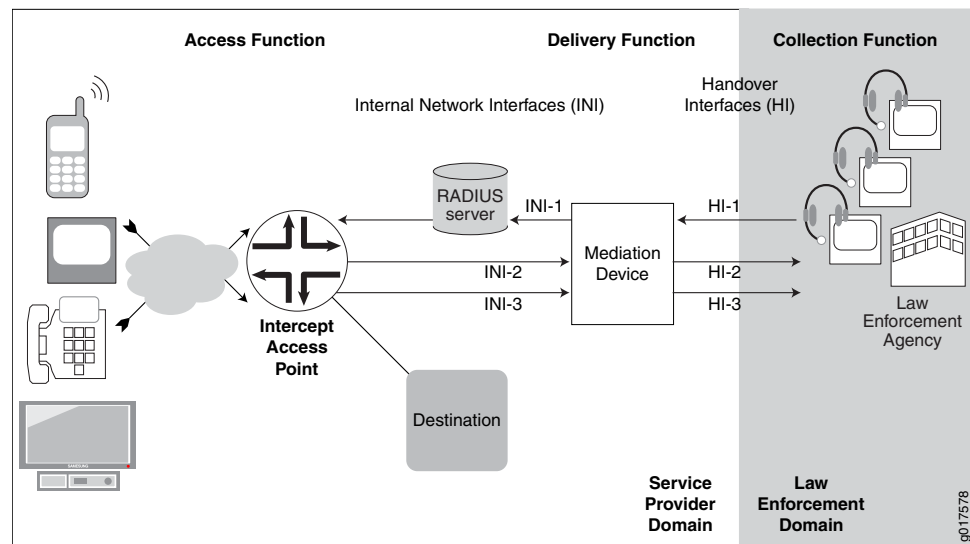 Access Function
Delivery Function
Collection Function
Internal Network Interfaces (INI)
Handover
Interfaces (HI)
RADIUS
server
INI-1
HI-1
Mediation
Device
INI-2
HI-2
INI-3
HI-3
Intercept
Access
Point
Law
Enforcement
Agency
Destination
SAMSUNG
Service
Provider
Domain
Law
Enforcement
Domain
g017578